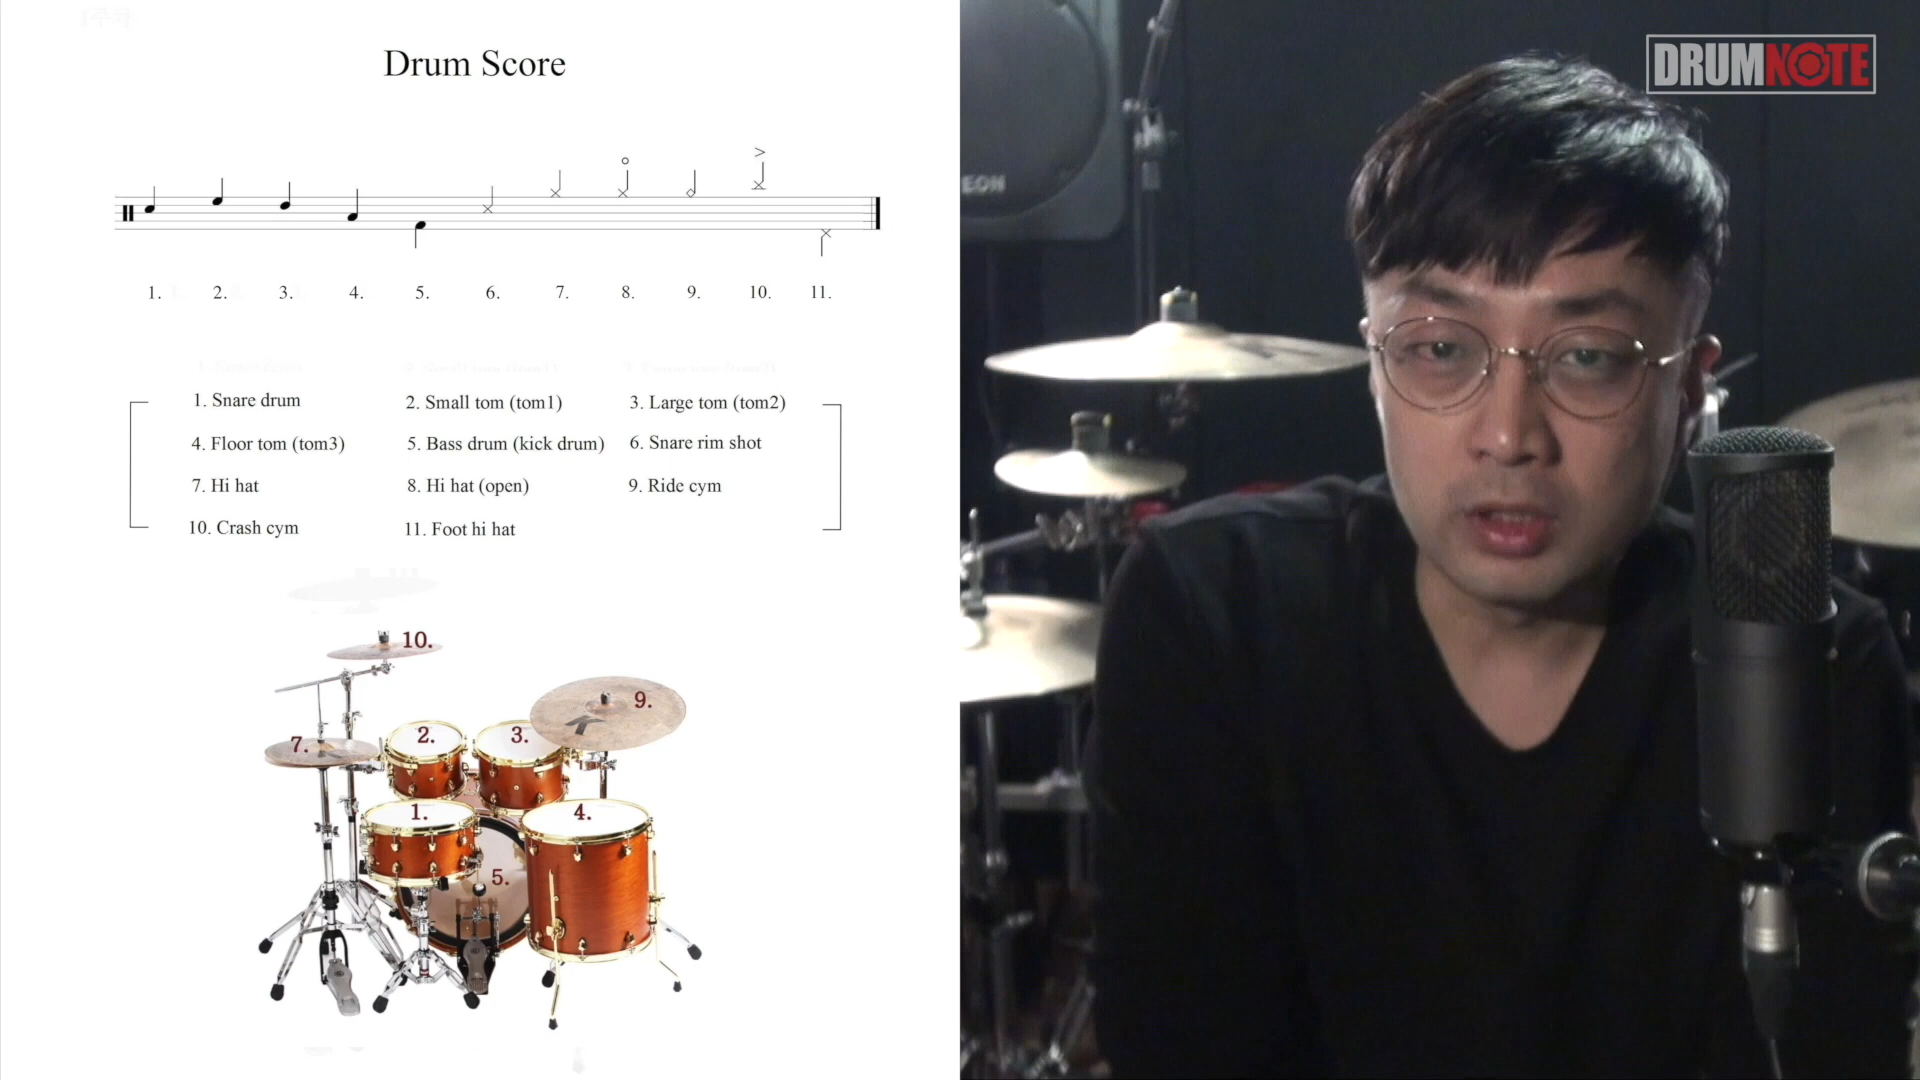 Drum Score
>
1. 2. 3. 4. 5. 6. 7. 8. 9. 10. 11.
1. Snare drum 2. Small tom (tom1) 3. Large tom (tom2)
4. Floor tom (tom3) 5. Bass drum (kick drum) 6. Snare rim shot
7. Hi hat 8. Hi hat (open) 9. Ride cym
10. Crash cym 11. Foot hi hat
10.
9.
7. 2. 3.
K
1. 4.
5.
DRUMNOTE
EON